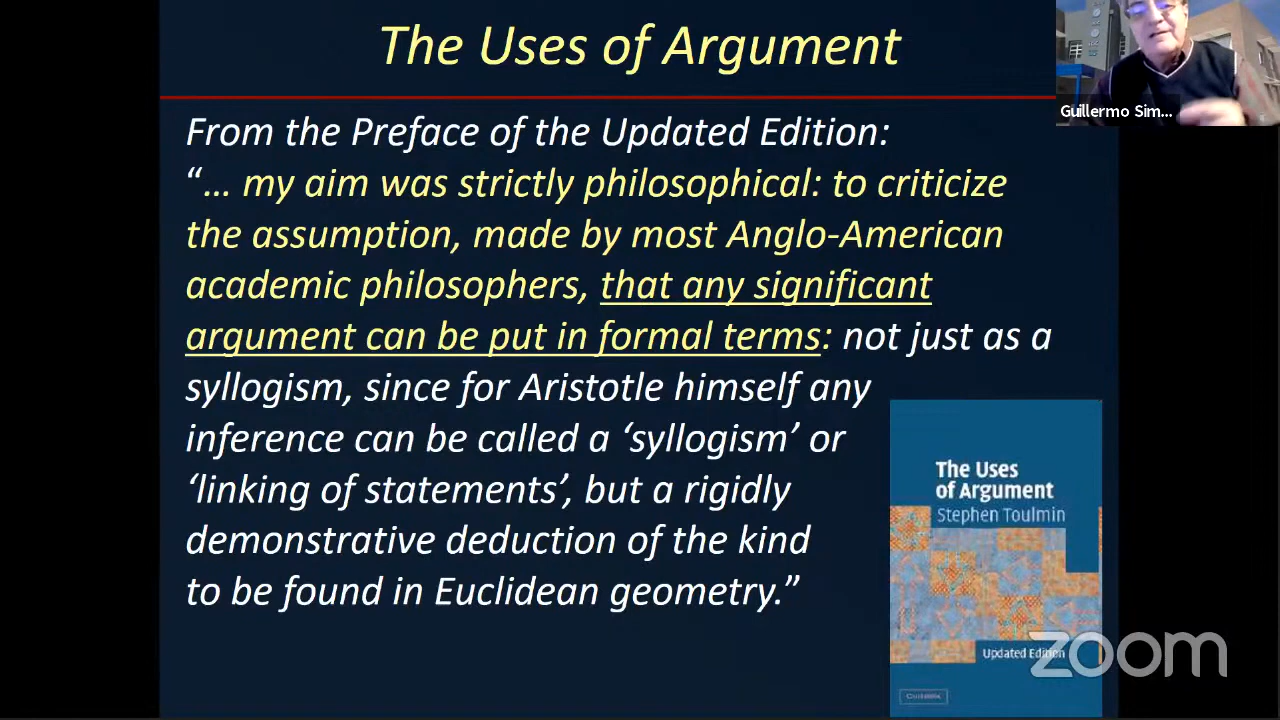 The Uses of Argument
Guillermo Sim...
From the Preface of the Updated Edition:
“... my aim was strictly philosophical: to criticize
the assumption, made by most Anglo-American
academic philosophers, that any significant
argument can be put in formal terms: not just as a
syllogism, since for Aristotle himself any
inference can be called a ‘syllogism’ or
‘linking of statements’, but a rigidly
demonstrative deduction of the kind
to be found in Euclidean geometry.”
The Uses
of Argument
Stephen Toulmin
Updated Edition
zoom